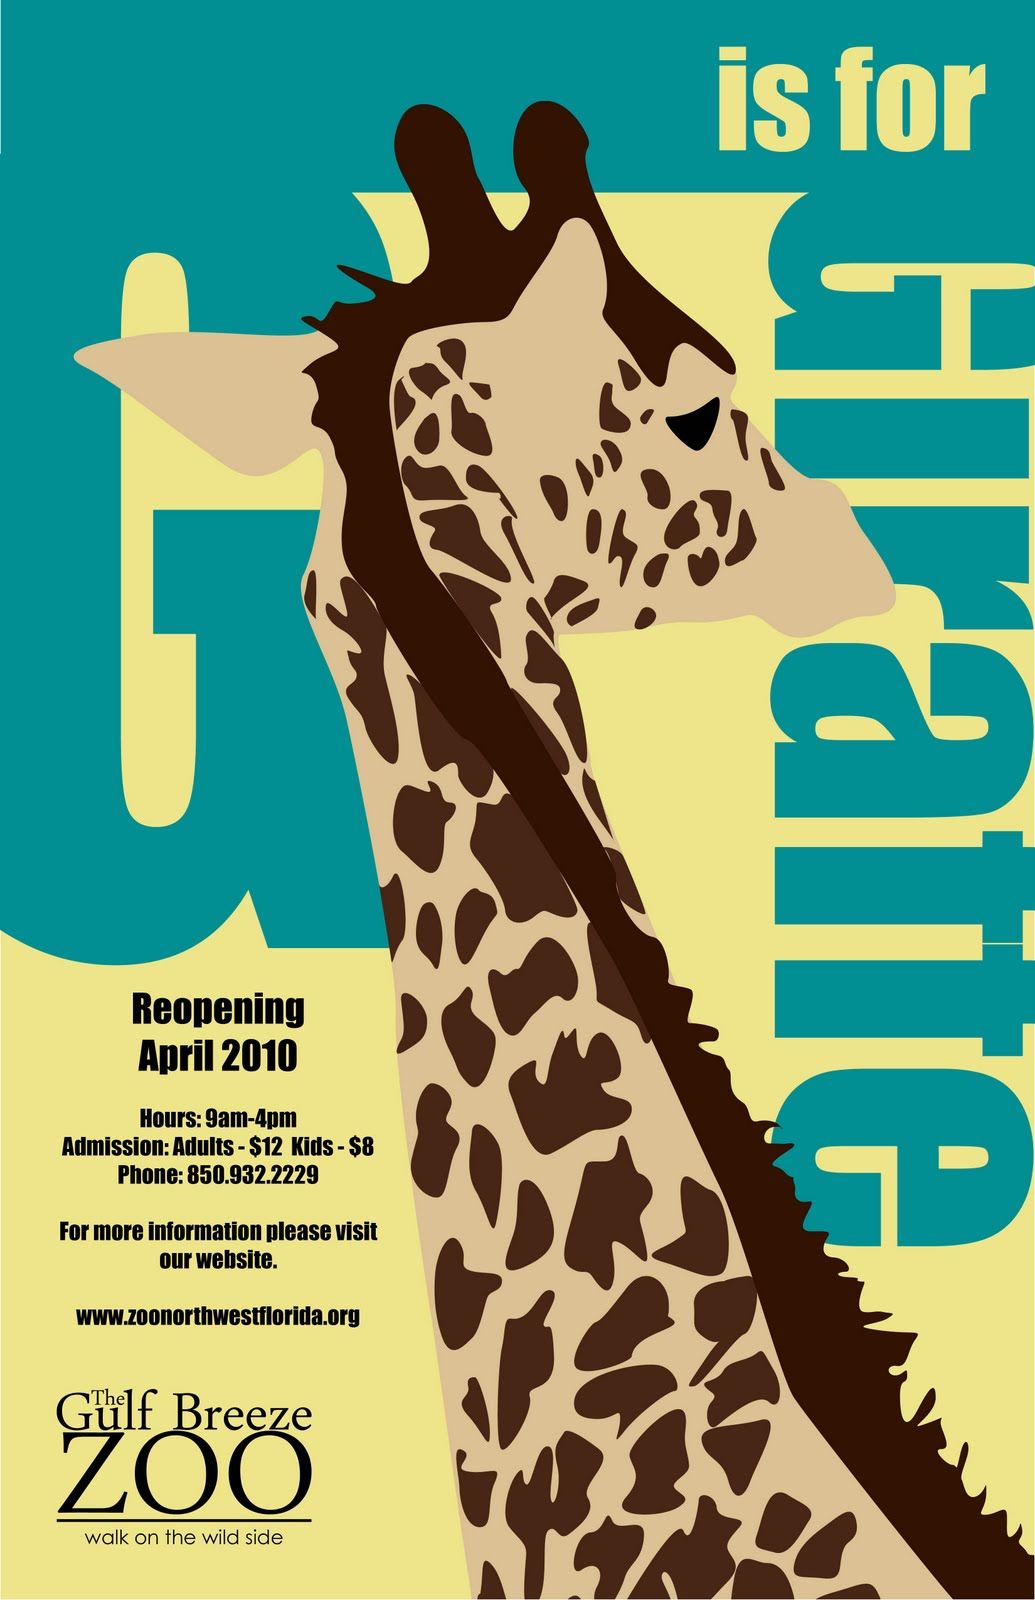 G
is for
Giraffe
Reopening
April 2010
Hours: 9am-4pm
Admission: Adults - $12 Kids - $8
Phone: 850.932.2229
For more information please visit
our website.
www.zoonorthwestflorida.org
The
Gulf Breeze
ZOO
walk on the wild side